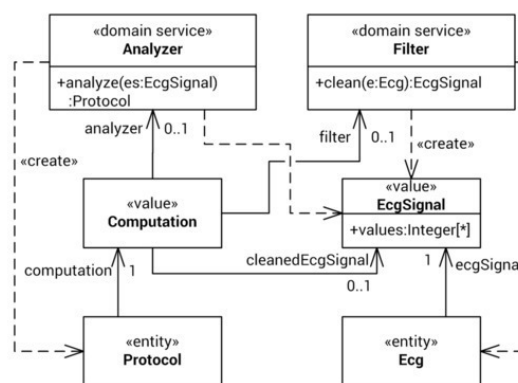 «domain service»
Analyzer
+analyze(es:EcgSignal)
:Protocol
«domain service»
Filter
+clean(e:Ecg):EcgSignal
analyzer
0..1
filter
0..1
«create»
«create»
«value»
Computation
«value»
EcgSignal
+values:Integer[*]
computation
1
cleanedEcgSignal
0..1
1
ecgSignal
«entity»
Protocol
«entity»
Ecg